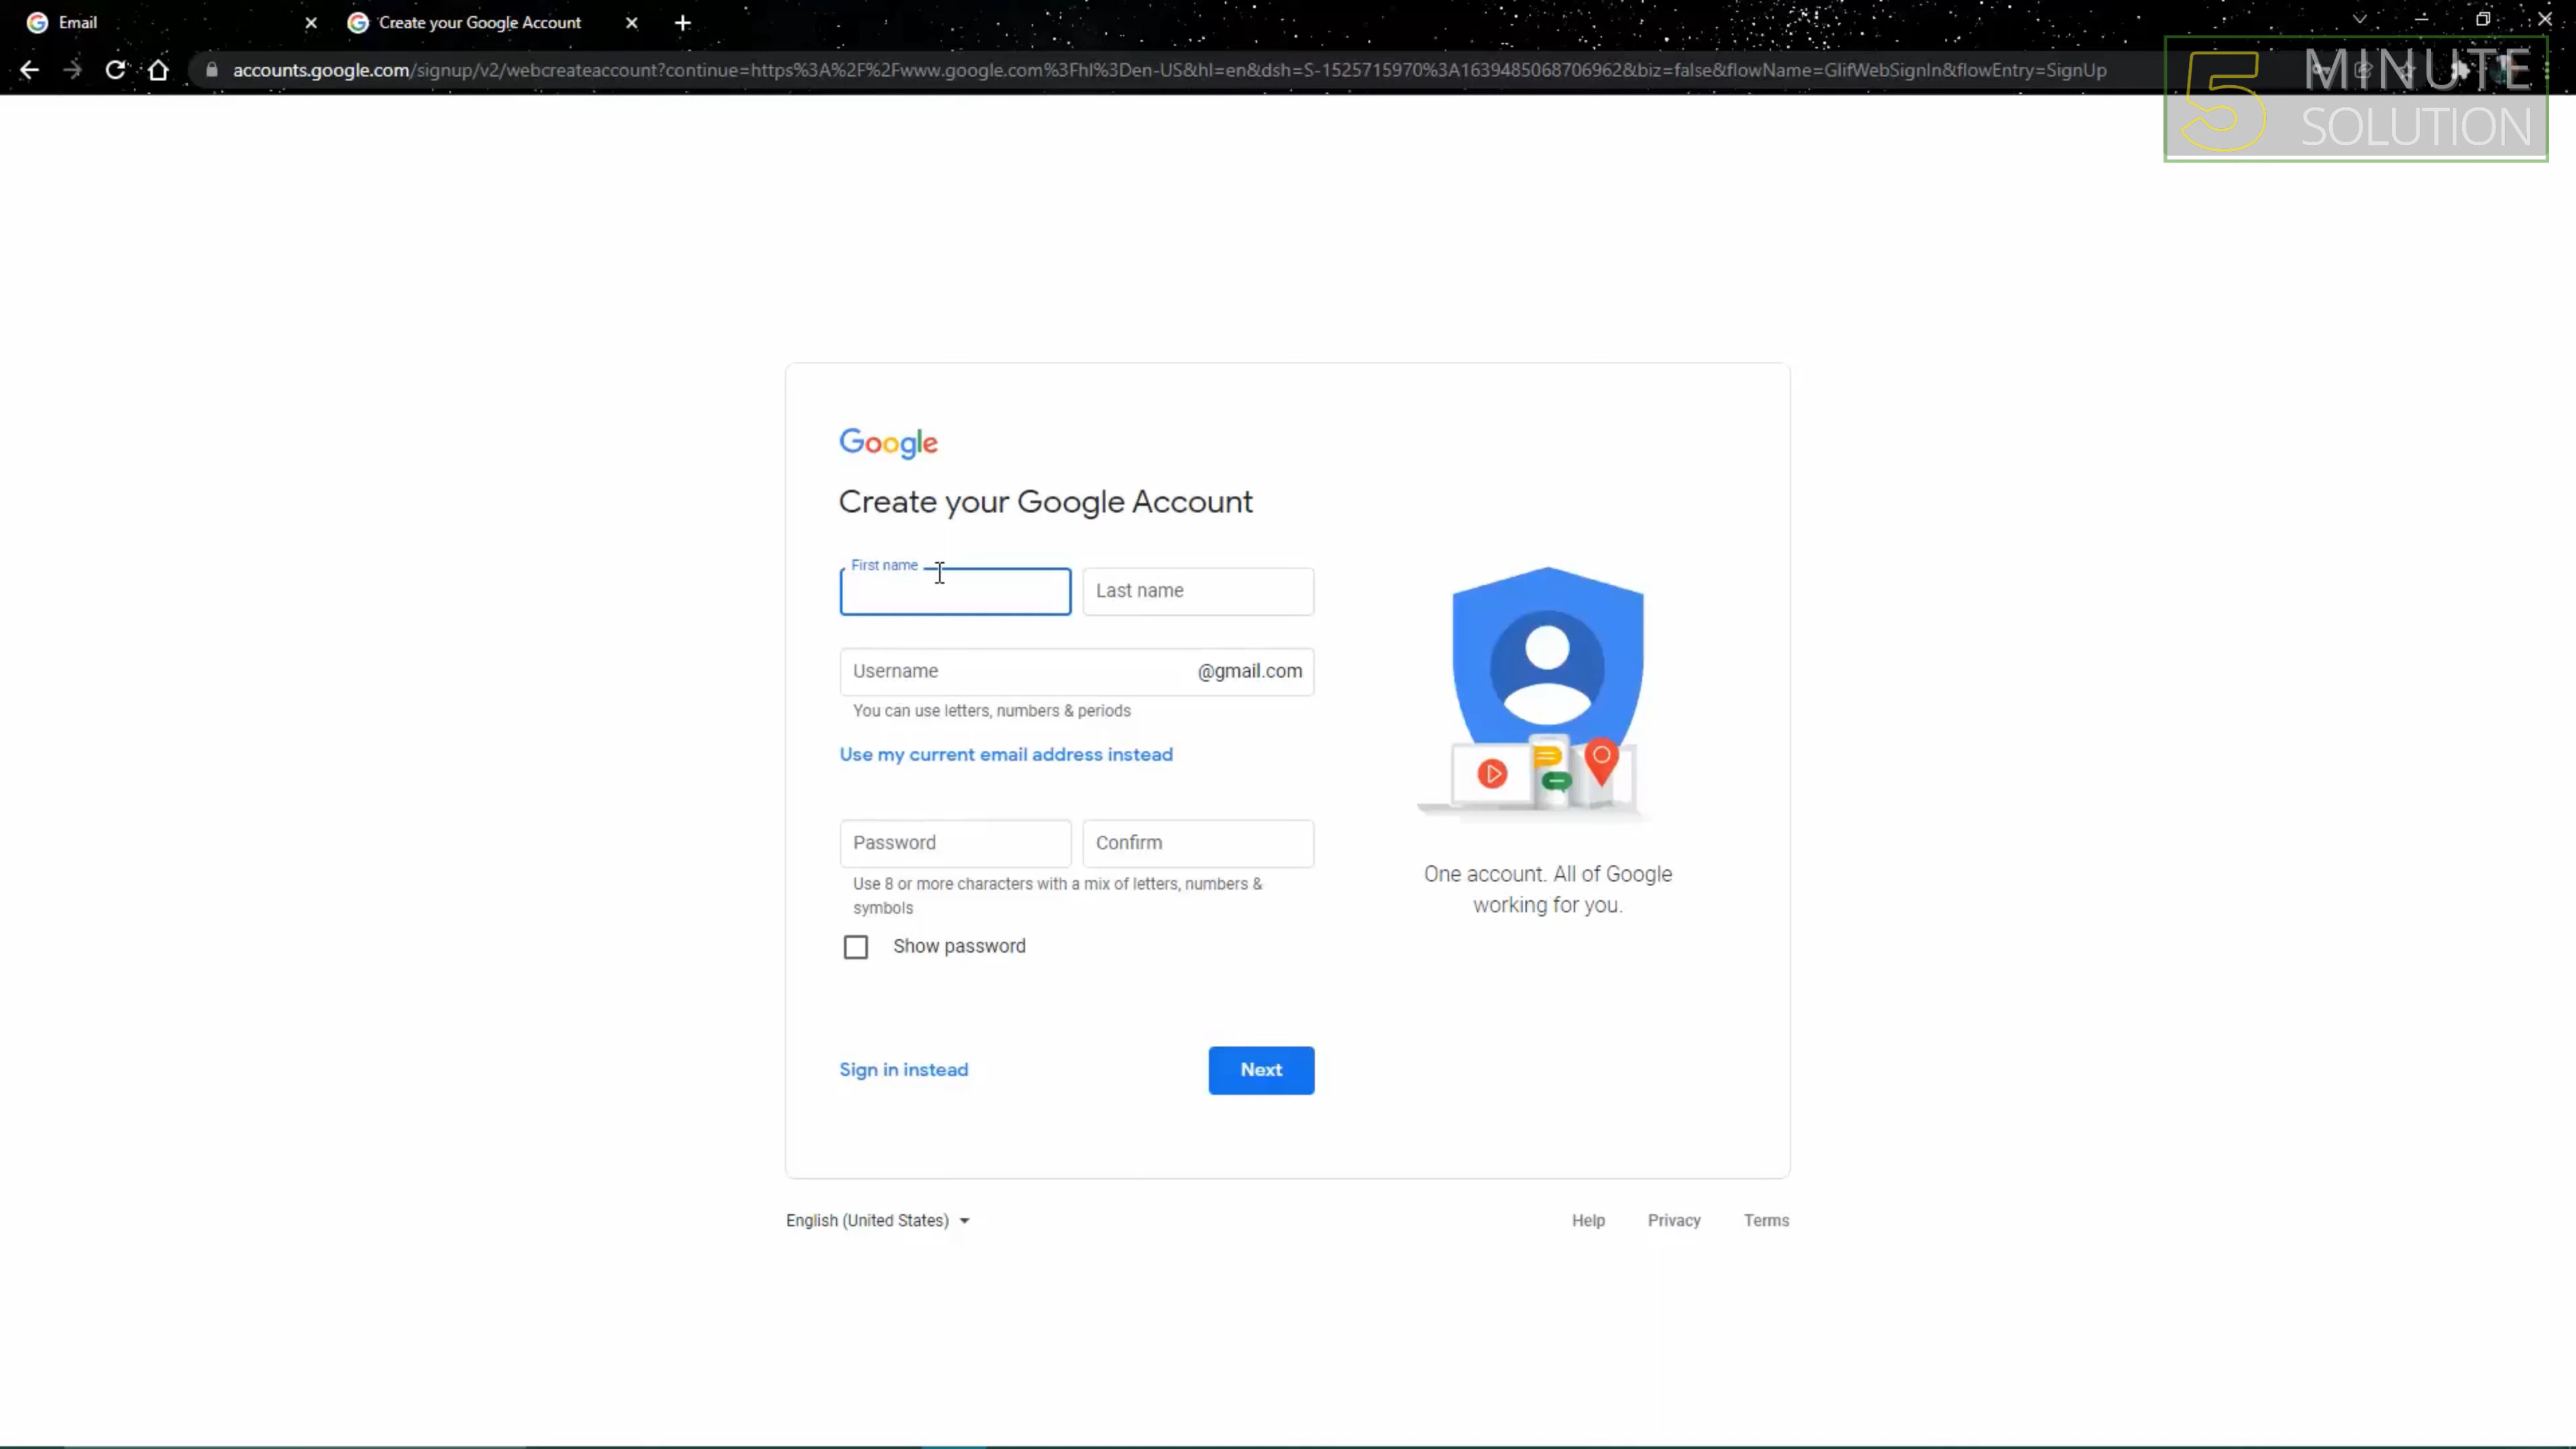 Email
Create your Google Account
accounts.google.com/signup/v2/webcreateaccount?continue=https%3A%2F%2Fwww.google.com%3Fhl%3Den-US&hl=en&dsh=S-1525715970%3A1639485068706962&biz=false&flowName=GlifWebSignIn&flowEntry=SignUp
5 MINUTE
SOLUTION
Google
Create your Google Account
First name
Last name
Username @gmail.com
You can use letters, numbers & periods
Use my current email address instead
Password
Confirm
Use 8 or more characters with a mix of letters, numbers &
symbols
Show password
One account. All of Google
working for you.
Sign in instead
Next
English (United States)
Help Privacy Terms